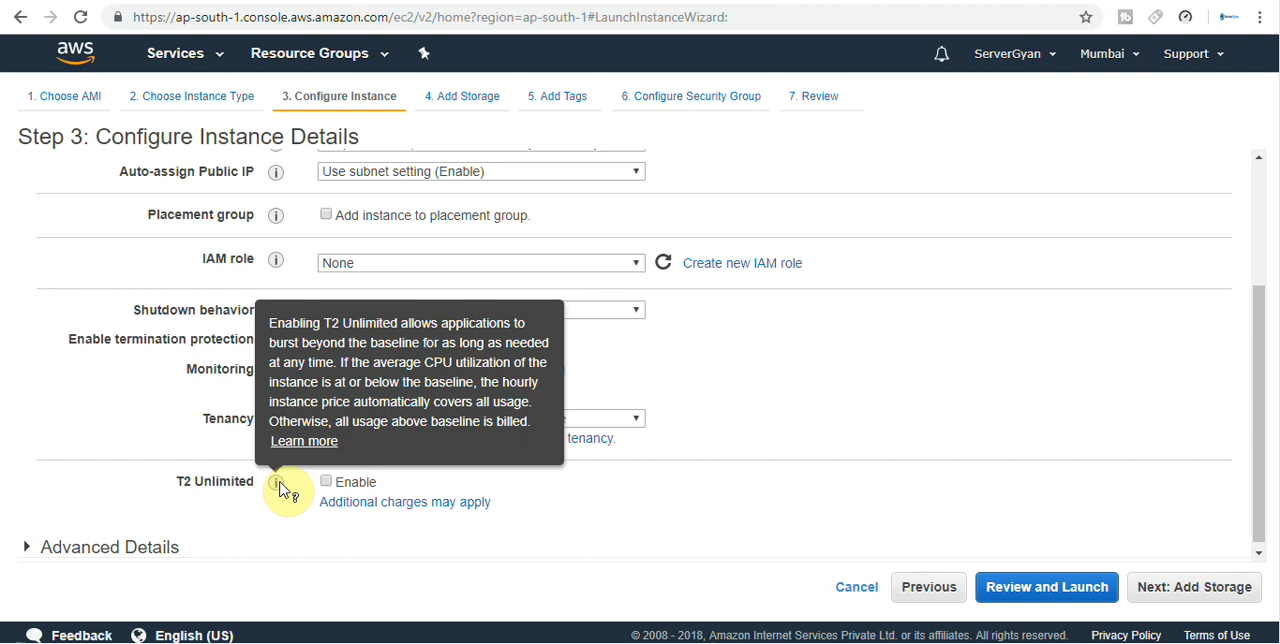 https://ap-south-1.console.aws.amazon.com/ec2/v2/home?region=ap-south-1#LaunchInstanceWizard:
aws Services Resource Groups ServerGyan Mumbai Support
1. Choose AMI 2. Choose Instance Type 3. Configure Instance 4. Add Storage 5. Add Tags 6. Configure Security Group 7. Review
Step 3: Configure Instance Details
Auto-assign Public IP i Use subnet setting (Enable)
Placement group i Add instance to placement group.
IAM role i None Create new IAM role
Shutdown behavior
Enable termination protection
Monitoring
Tenancy
tenancy.
Enabling T2 Unlimited allows applications to
burst beyond the baseline for as long as needed
at any time. If the average CPU utilization of the
instance is at or below the baseline, the hourly
instance price automatically covers all usage.
Otherwise, all usage above baseline is billed.
Learn more
T2 Unlimited i Enable
Additional charges may apply
Advanced Details
Cancel Previous Review and Launch Next: Add Storage
Feedback English (US) © 2008 - 2018, Amazon Internet Services Private Ltd. or its affiliates. All rights reserved. Privacy Policy Terms of Use